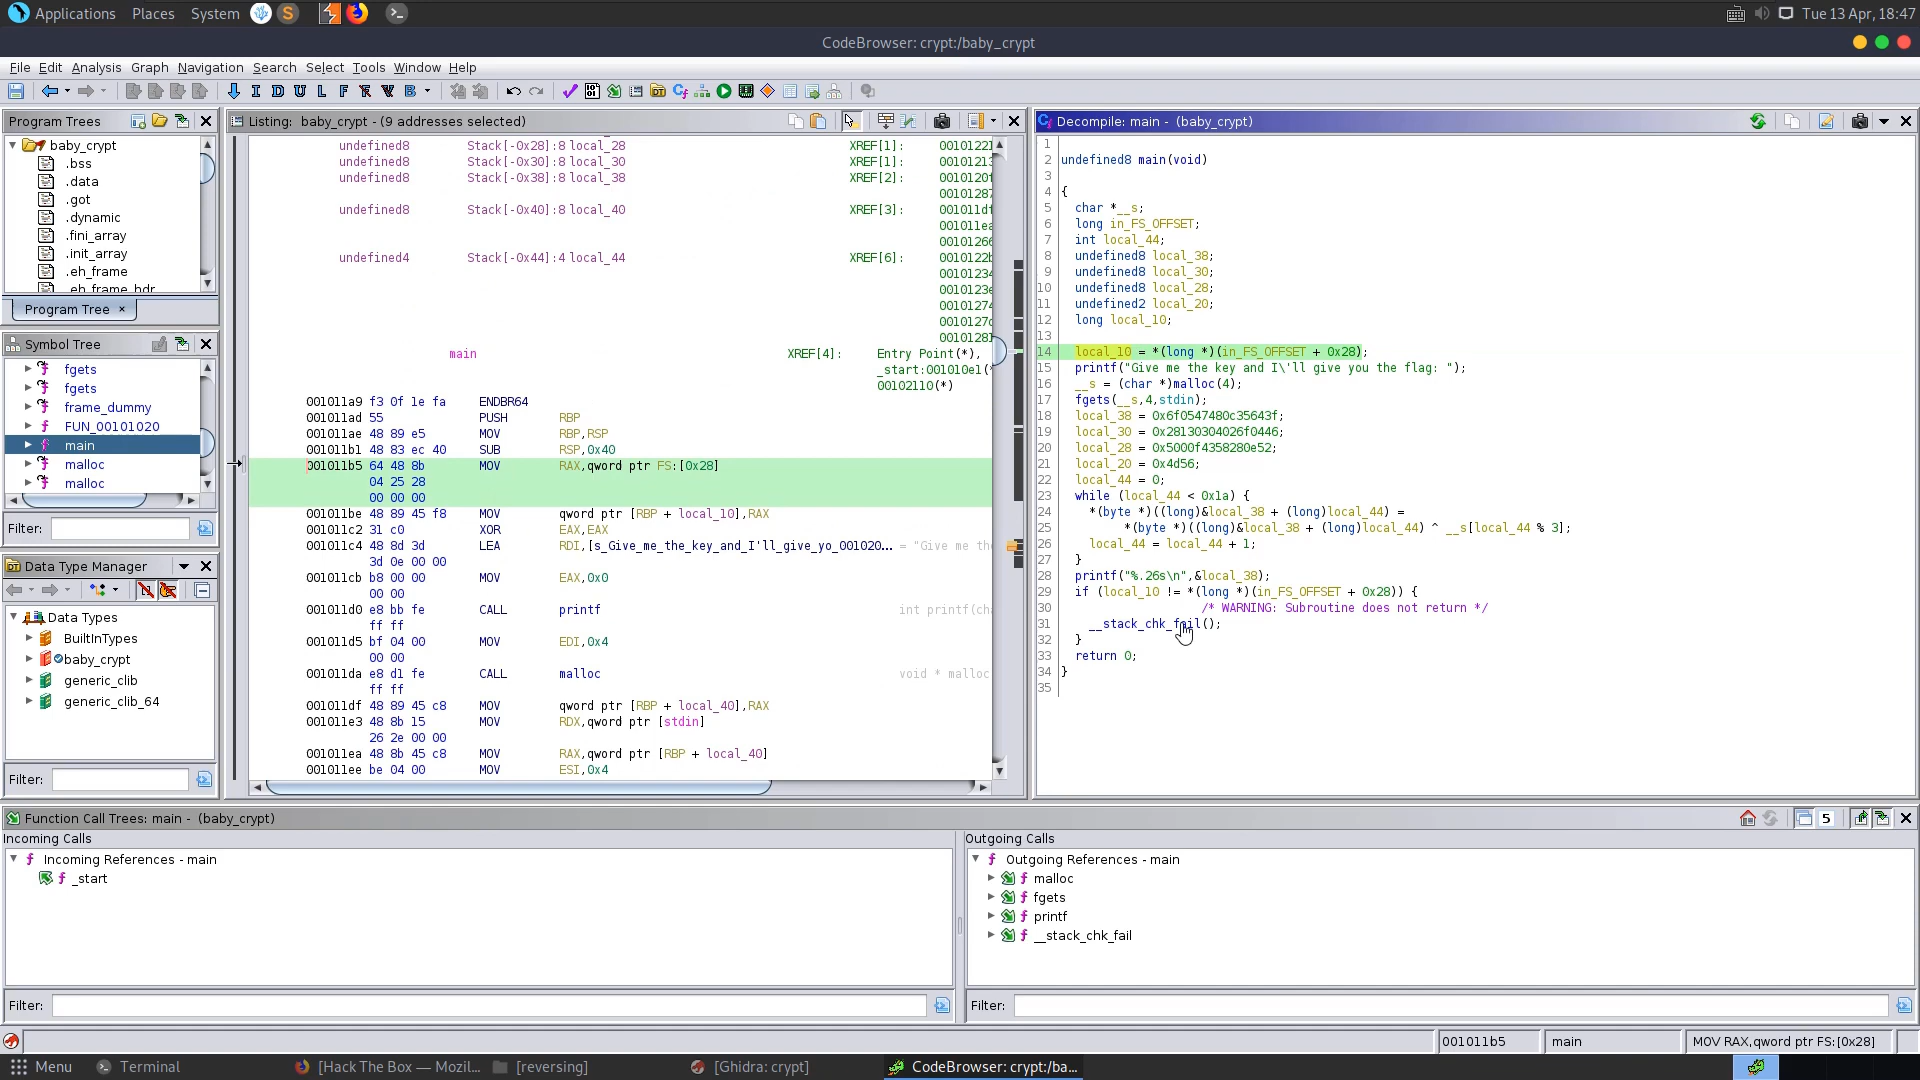 Applications Places System Tue 13 Apr, 18:47
CodeBrowser: crypt:/baby_crypt
File Edit Analysis Graph Navigation Search Select Tools Window Help
Program Trees
baby_crypt
.bss
.data
.got
.dynamic
.fini_array
.init_array
.eh_frame
.eh_frame_hdr
Program Tree ×
Symbol Tree
fgets
fgets
frame_dummy
FUN_00101020
main
malloc
malloc
Filter:
Data Type Manager
Data Types
BuiltInTypes
baby_crypt
generic_clib
generic_clib_64
Filter:
Listing: baby_crypt - (9 addresses selected)
undefined8 Stack[-0x28]:8 local_28 XREF[1]: 00101221
undefined8 Stack[-0x30]:8 local_30 XREF[1]: 00101213
undefined8 Stack[-0x38]:8 local_38 XREF[2]: 0010120f
00101287
undefined8 Stack[-0x40]:8 local_40 XREF[3]: 001011df
001011ea
00101266
undefined4 Stack[-0x44]:4 local_44 XREF[6]: 0010122b
00101234
0010123e
00101274
0010127c
00101281
main XREF[4]: Entry Point(*),
_start:001010e1(*
00102110(*)
001011a9 f3 0f 1e fa ENDBR64
001011ad 55 PUSH RBP
001011ae 48 89 e5 MOV RBP,RSP
001011b1 48 83 ec 40 SUB RSP,0x40
001011b5 64 48 8b MOV RAX,qword ptr FS:[0x28]
04 25 28
00 00 00
001011be 48 89 45 f8 MOV qword ptr [RBP + local_10],RAX
001011c2 31 c0 XOR EAX,EAX
001011c4 48 8d 3d LEA RDI,[s_Give_me_the_key_and_I'll_give_yo_001020... = "Give me the
3d 0e 00 00
001011cb b8 00 00 MOV EAX,0x0
00 00
001011d0 e8 bb fe CALL printf int printf(cha
ff ff
001011d5 bf 04 00 MOV EDI,0x4
00 00
001011da e8 d1 fe CALL malloc void * malloc
ff ff
001011df 48 89 45 c8 MOV qword ptr [RBP + local_40],RAX
001011e3 48 8b 15 MOV RDX,qword ptr [stdin]
26 2e 00 00
001011ea 48 8b 45 c8 MOV RAX,qword ptr [RBP + local_40]
001011ee be 04 00 MOV ESI,0x4
Decompile: main - (baby_crypt)
1
2 undefined8 main(void)
3
4 {
5 char *__s;
6 long in_FS_OFFSET;
7 int local_44;
8 undefined8 local_38;
9 undefined8 local_30;
10 undefined8 local_28;
11 undefined2 local_20;
12 long local_10;
13
14 local_10 = *(long *)(in_FS_OFFSET + 0x28);
15 printf("Give me the key and I\'ll give you the flag: ");
16 __s = (char *)malloc(4);
17 fgets(__s,4,stdin);
18 local_38 = 0x6f0547480c35643f;
19 local_30 = 0x28130304026f0446;
20 local_28 = 0x5000f4358280e52;
21 local_20 = 0x4d56;
22 local_44 = 0;
23 while (local_44 < 0x1a) {
24 *(byte *)((long)&local_38 + (long)local_44) =
25 *(byte *)((long)&local_38 + (long)local_44) ^ __s[local_44 % 3];
26 local_44 = local_44 + 1;
27 }
28 printf("%.26s\n",&local_38);
29 if (local_10 != *(long *)(in_FS_OFFSET + 0x28)) {
30 /* WARNING: Subroutine does not return */
31 __stack_chk_fail();
32 }
33 return 0;
34 }
35
Function Call Trees: main - (baby_crypt) 5
Incoming Calls
Incoming References - main
_start
Filter:
Outgoing Calls
Outgoing References - main
malloc
fgets
printf
__stack_chk_fail
Filter:
001011b5 main MOV RAX,qword ptr FS:[0x28]
Menu Terminal [Hack The Box — Mozil... [reversing] [Ghidra: crypt] CodeBrowser: crypt:/ba...